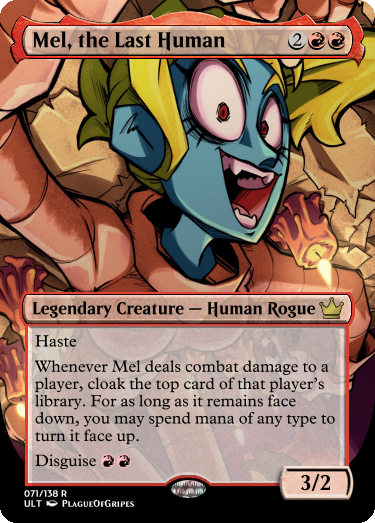 Mel, the Last Human 2
Legendary Creature — Human Rogue
Haste
Whenever Mel deals combat damage to a
player, cloak the top card of that player's
library. For as long as it remains face
down, you may spend mana of any type to
turn it face up.
Disguise
3/2
071/138 R
ULT PlagueOfGripes